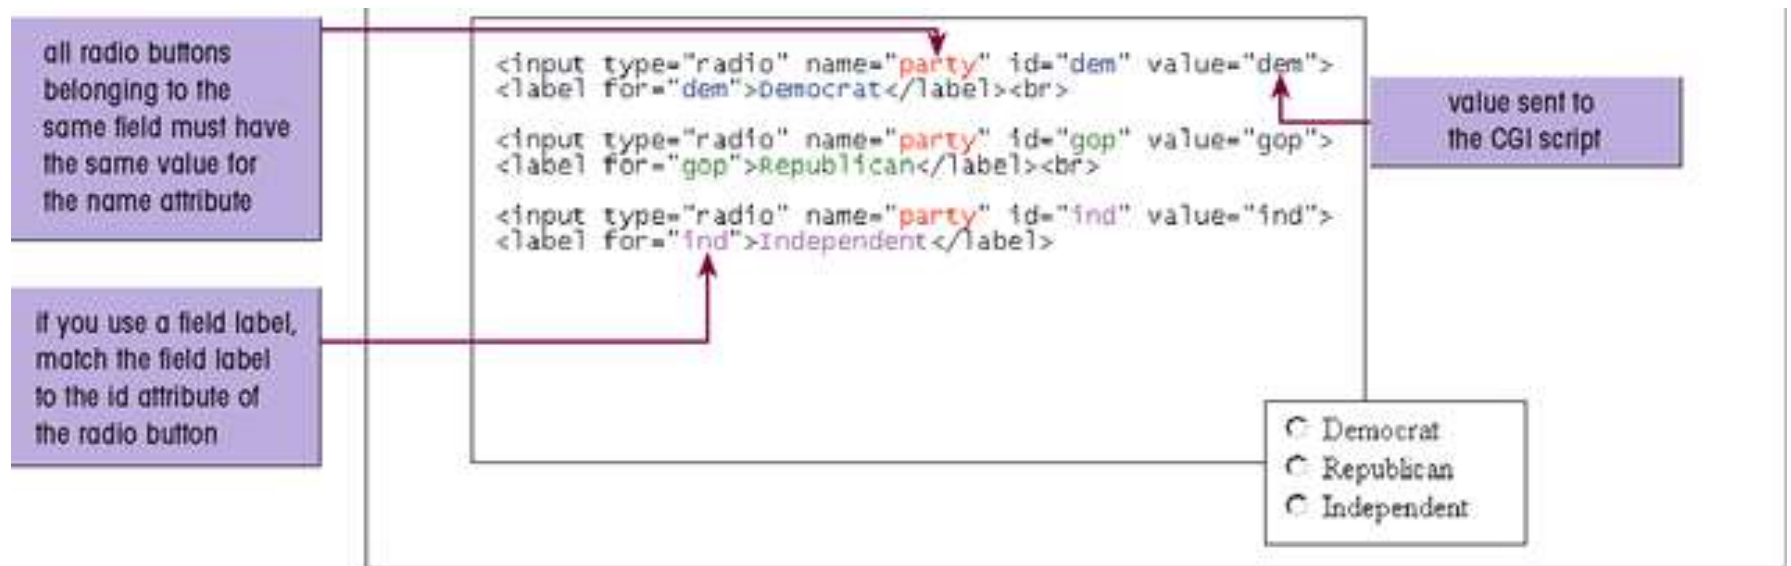 all radio buttons
belonging to the
same field must have
the same value for
the name attribute
if you use a field label,
match the field label
to the id attribute of
the radio button
<input type="radio" name="party" id="dem" value="dem">
<label for="dem">Democrat</label><br>
<input type="radio" name="party" id="gop" value="gop">
<label for="gop">Republican</label><br>
<input type="radio" name="party" id="ind" value="ind">
<label for="ind">Independent</label>
value sent to
the CGI script
Democrat
Republican
Independent